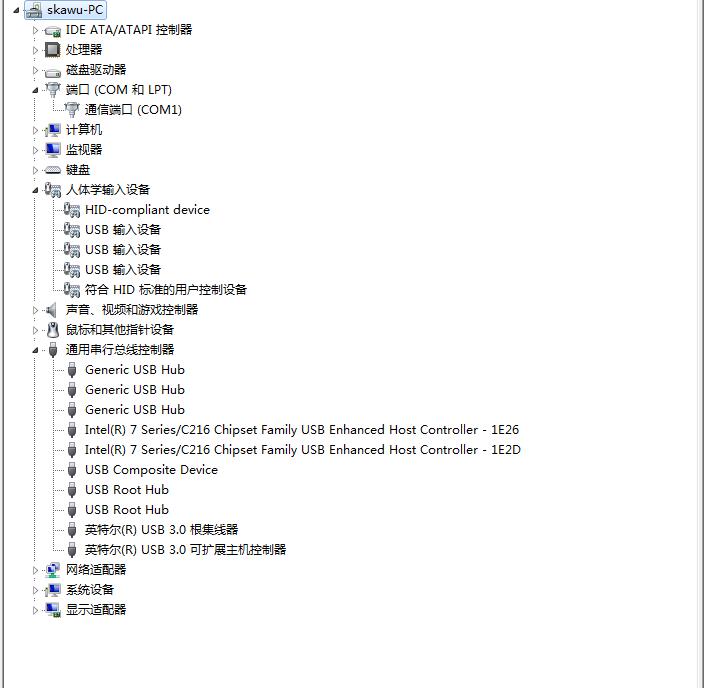 skawu-PC
IDE ATA/ATAPI 控制器
处理器
磁盘驱动器
端口 (COM 和 LPT)
通信端口 (COM1)
计算机
监视器
键盘
人体学输入设备
HID-compliant device
USB 输入设备
USB 输入设备
USB 输入设备
符合 HID 标准的用户控制设备
声音、视频和游戏控制器
鼠标和其他指针设备
通用串行总线控制器
Generic USB Hub
Generic USB Hub
Generic USB Hub
Intel(R) 7 Series/C216 Chipset Family USB Enhanced Host Controller - 1E26
Intel(R) 7 Series/C216 Chipset Family USB Enhanced Host Controller - 1E2D
USB Composite Device
USB Root Hub
USB Root Hub
英特尔(R) USB 3.0 根集线器
英特尔(R) USB 3.0 可扩展主机控制器
网络适配器
系统设备
显示适配器